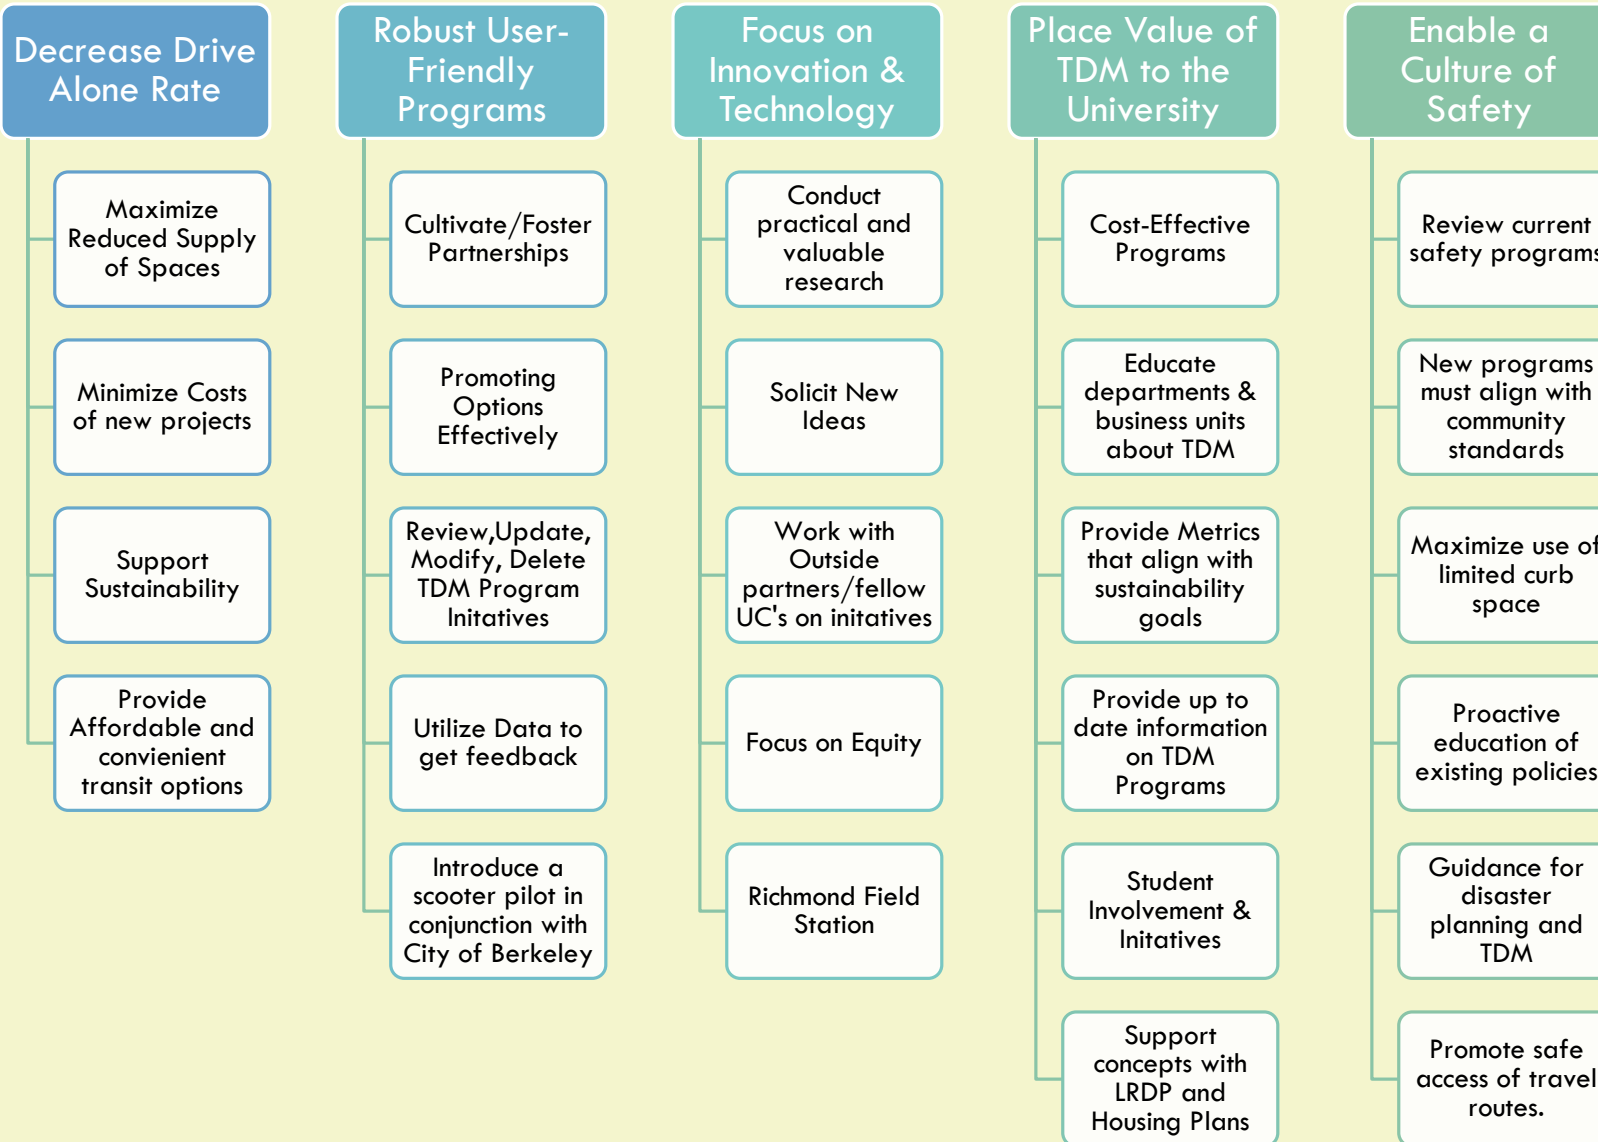 Decrease Drive
Alone Rate
Maximize
Reduced Supply
of Spaces
Minimize Costs
of new projects
Support
Sustainability
Provide
Affordable and
convienient
transit options
Robust User-
Friendly
Programs
Cultivate/Foster
Partnerships
Promoting
Options
Effectively
Review,Update,
Modify, Delete
TDM Program
Initatives
Utilize Data to
get feedback
Introduce a
scooter pilot in
conjunction with
City of Berkeley
Focus on
Innovation &
Technology
Conduct
practical and
valuable
research
Solicit New
Ideas
Work with
Outside
partners/fellow
UC's on initatives
Focus on Equity
Richmond Field
Station
Place Value of
TDM to the
University
Cost-Effective
Programs
Educate
departments &
business units
about TDM
Provide Metrics
that align with
sustainability
goals
Provide up to
date information
on TDM
Programs
Student
Involvement &
Initatives
Support
concepts with
LRDP and
Housing Plans
Enable a
Culture of
Safety
Review current
safety programs
New programs
must align with
community
standards
Maximize use of
limited curb
space
Proactive
education of
existing policies
Guidance for
disaster
planning and
TDM
Promote safe
access of travel
routes.